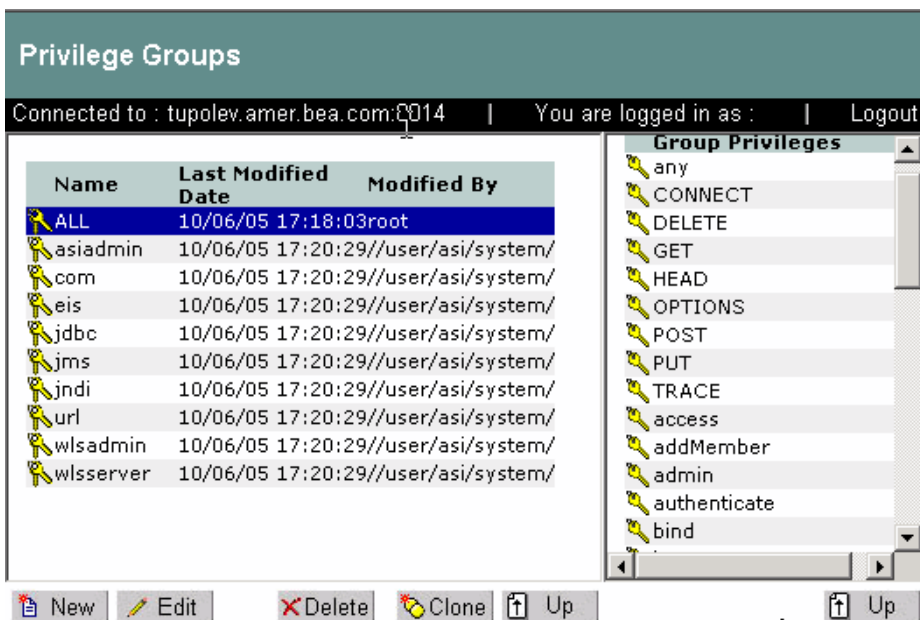 Privilege Groups
Connected to : tupolev.amer.bea.com:8014 | You are logged in as : | Logout
Name Last Modified Date Modified By
ALL 10/06/05 17:18:03root
asiadmin 10/06/05 17:20:29//user/asi/system/
com 10/06/05 17:20:29//user/asi/system/
eis 10/06/05 17:20:29//user/asi/system/
jdbc 10/06/05 17:20:29//user/asi/system/
jms 10/06/05 17:20:29//user/asi/system/
jndi 10/06/05 17:20:29//user/asi/system/
url 10/06/05 17:20:29//user/asi/system/
wlsadmin 10/06/05 17:20:29//user/asi/system/
wlsserver 10/06/05 17:20:29//user/asi/system/
Group Privileges
any
CONNECT
DELETE
GET
HEAD
OPTIONS
POST
PUT
TRACE
access
addMember
admin
authenticate
bind
New Edit Delete Clone Up Up